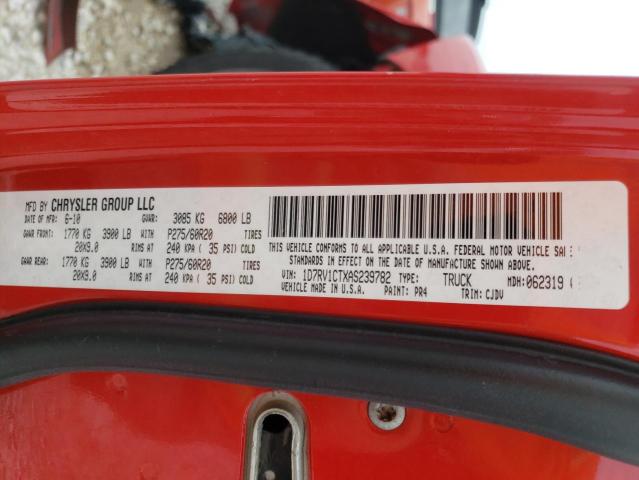 MFD BY CHRYSLER GROUP LLC
DATE OF MFR: 6-10 GVWR: 3085 KG 6800 LB
GAWR FRONT: 1770 KG 3900 LB WITH P275/60R20 TIRES
20X9.0 RIMS AT 240 KPA ( 35 PSI) COLD
GAWR REAR: 1770 KG 3900 LB WITH P275/60R20 TIRES
20X9.0 RIMS AT 240 KPA ( 35 PSI) COLD
THIS VEHICLE CONFORMS TO ALL APPLICABLE U.S.A. FEDERAL MOTOR VEHICLE
STANDARDS IN EFFECT ON THE DATE OF MANUFACTURE SHOWN ABOVE.
VIN: 1D7RV1CTXAS239782 TYPE: TRUCK MDH: 062319
VEHICLE MADE IN U.S.A. PAINT: PR4 TRIM: CJDV